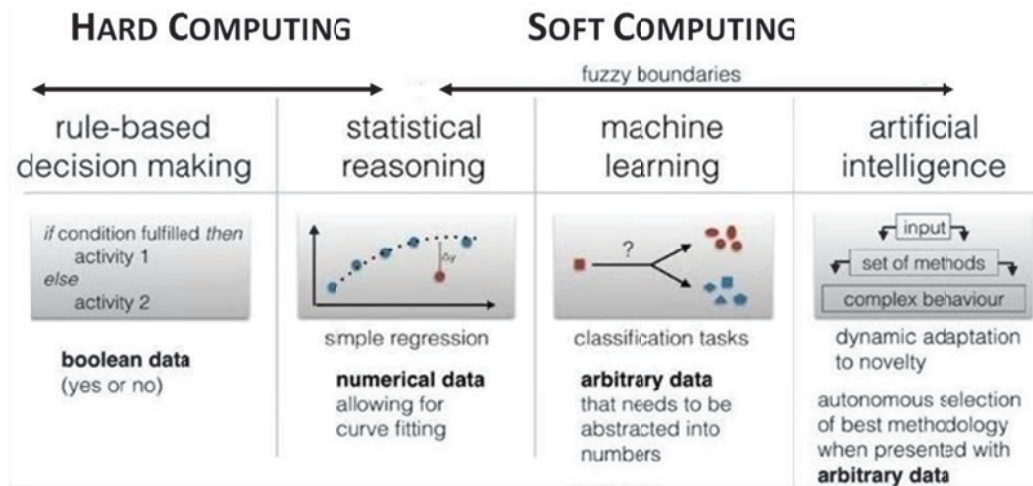 HARD COMPUTING
SOFT COMPUTING
fuzzy boundaries
rule-based
decision making
statistical
reasoning
machine
learning
artificial
intelligence
if condition fulfilled then
activity 1
else
activity 2
boolean data
(yes or no)
Δy
simple regression
numerical data
allowing for
curve fitting
?
classification tasks
arbitrary data
that needs to be
abstracted into
numbers
input
set of methods
complex behaviour
dynamic adaptation
to novelty
autonomous selection
of best methodology
when presented with
arbitrary data